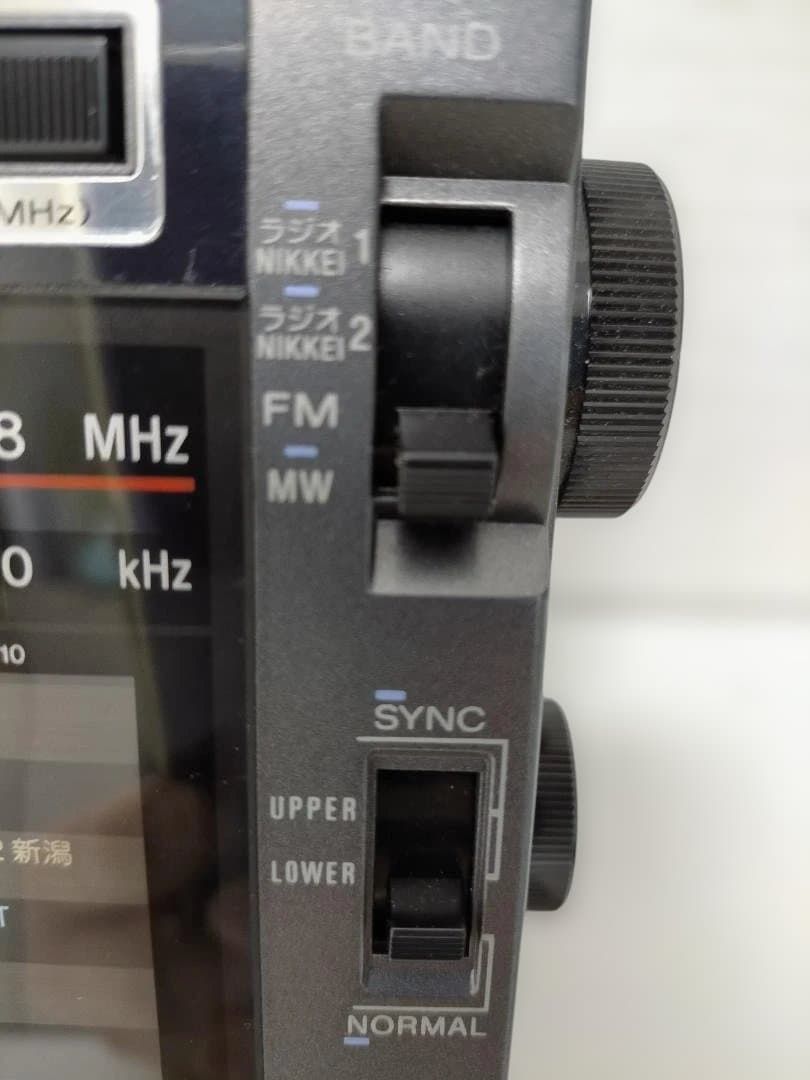 BAND
MHz)
ラジオ 1
NIKKEI
ラジオ 2
NIKKEI
FM
MW
8 MHz
0 kHz
10
SYNC
UPPER
LOWER
NORMAL
2 新潟
T